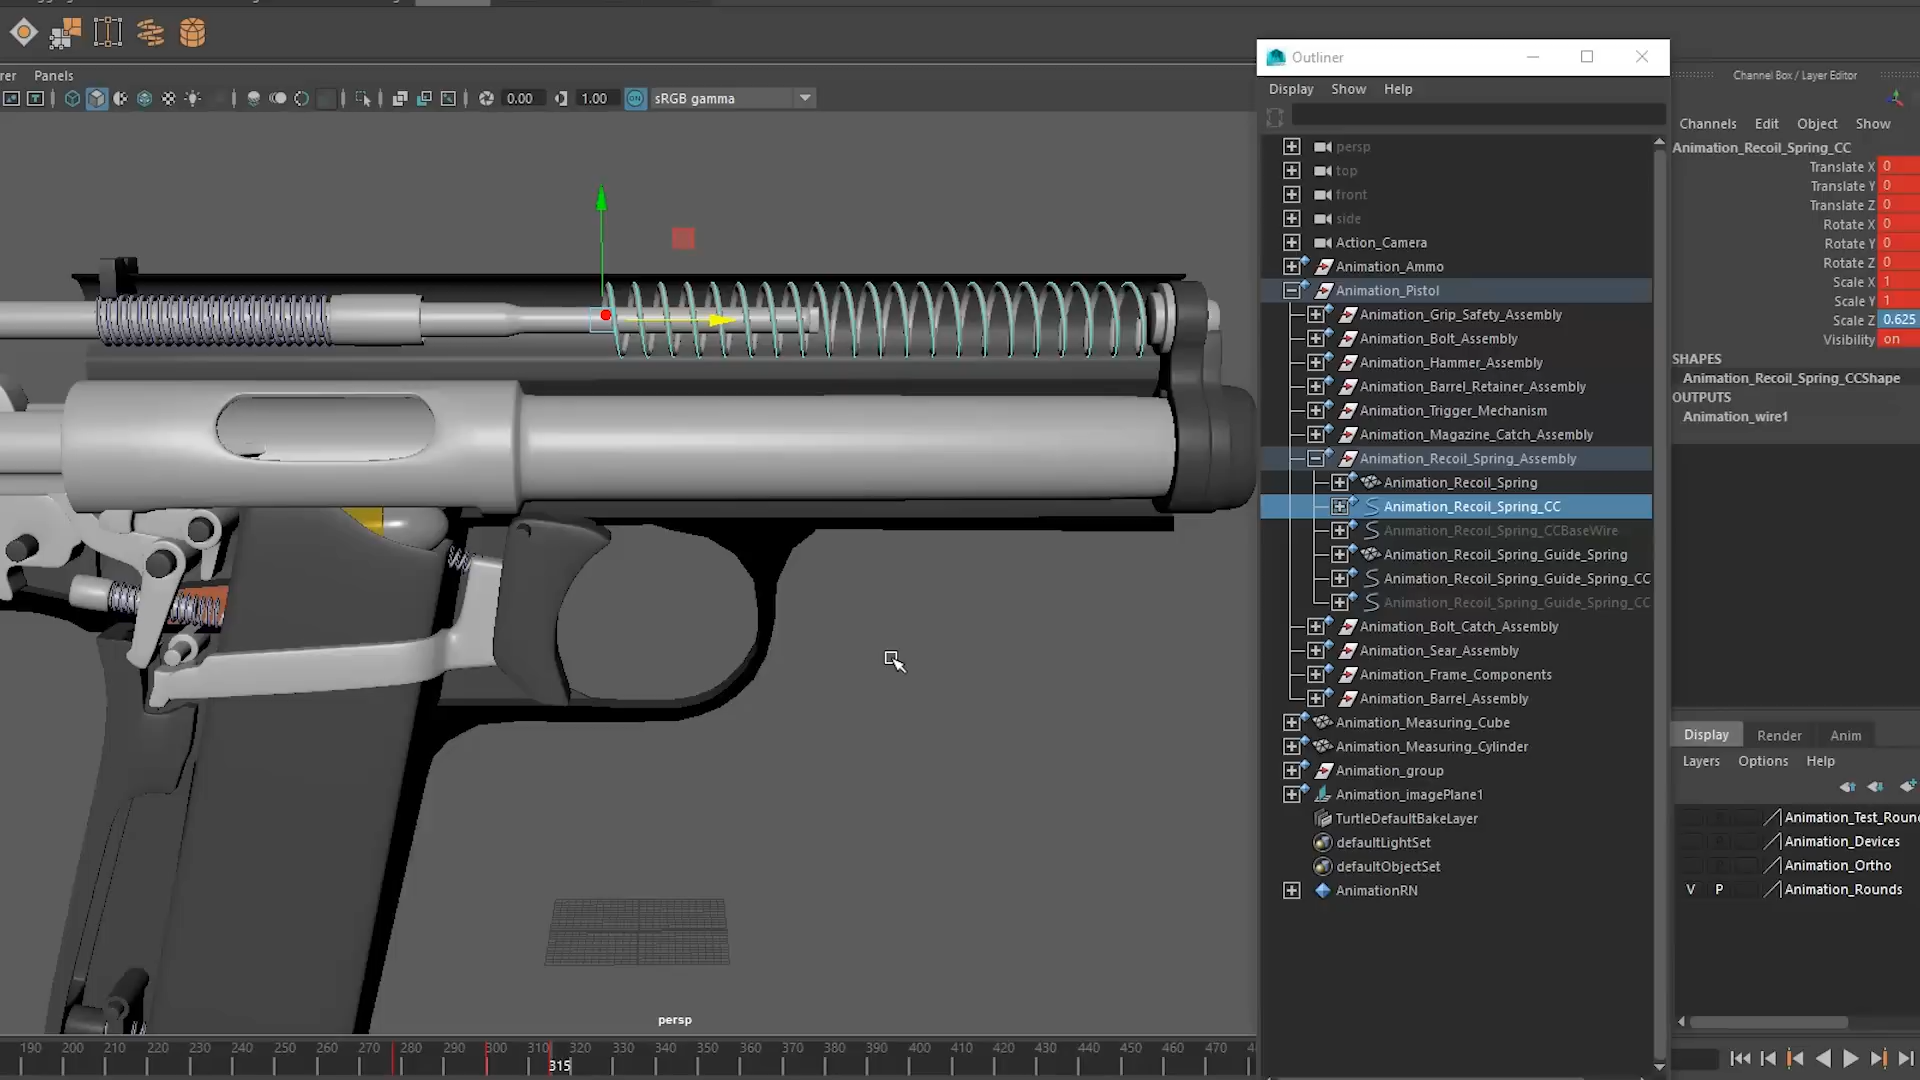 rer Panels
0.00 1.00 ON sRGB gamma
persp
190 200 210 220 230 240 250 260 270 280 290 300 310 320 330 340 350 360 370 380 390 400 410 420 430 440 450 460 470
315
Outliner
Display Show Help
persp
top
front
side
Action_Camera
Animation_Ammo
Animation_Pistol
Animation_Grip_Safety_Assembly
Animation_Bolt_Assembly
Animation_Hammer_Assembly
Animation_Barrel_Retainer_Assembly
Animation_Trigger_Mechanism
Animation_Magazine_Catch_Assembly
Animation_Recoil_Spring_Assembly
Animation_Recoil_Spring
Animation_Recoil_Spring_CC
Animation_Recoil_Spring_CCBaseWire
Animation_Recoil_Spring_Guide_Spring
Animation_Recoil_Spring_Guide_Spring_CC
Animation_Recoil_Spring_Guide_Spring_CC
Animation_Bolt_Catch_Assembly
Animation_Sear_Assembly
Animation_Frame_Components
Animation_Barrel_Assembly
Animation_Measuring_Cube
Animation_Measuring_Cylinder
Animation_group
Animation_imagePlane1
TurtleDefaultBakeLayer
defaultLightSet
defaultObjectSet
AnimationRN
Channel Box / Layer Editor
Channels Edit Object Show
Animation_Recoil_Spring_CC
Translate X 0
Translate Y 0
Translate Z 0
Rotate X 0
Rotate Y 0
Rotate Z 0
Scale X 1
Scale Y 1
Scale Z 0.625
Visibility on
SHAPES
Animation_Recoil_Spring_CCShape
OUTPUTS
Animation_wire1
Display Render Anim
Layers Options Help
Animation_Test_Roun
Animation_Devices
Animation_Ortho
V P Animation_Rounds